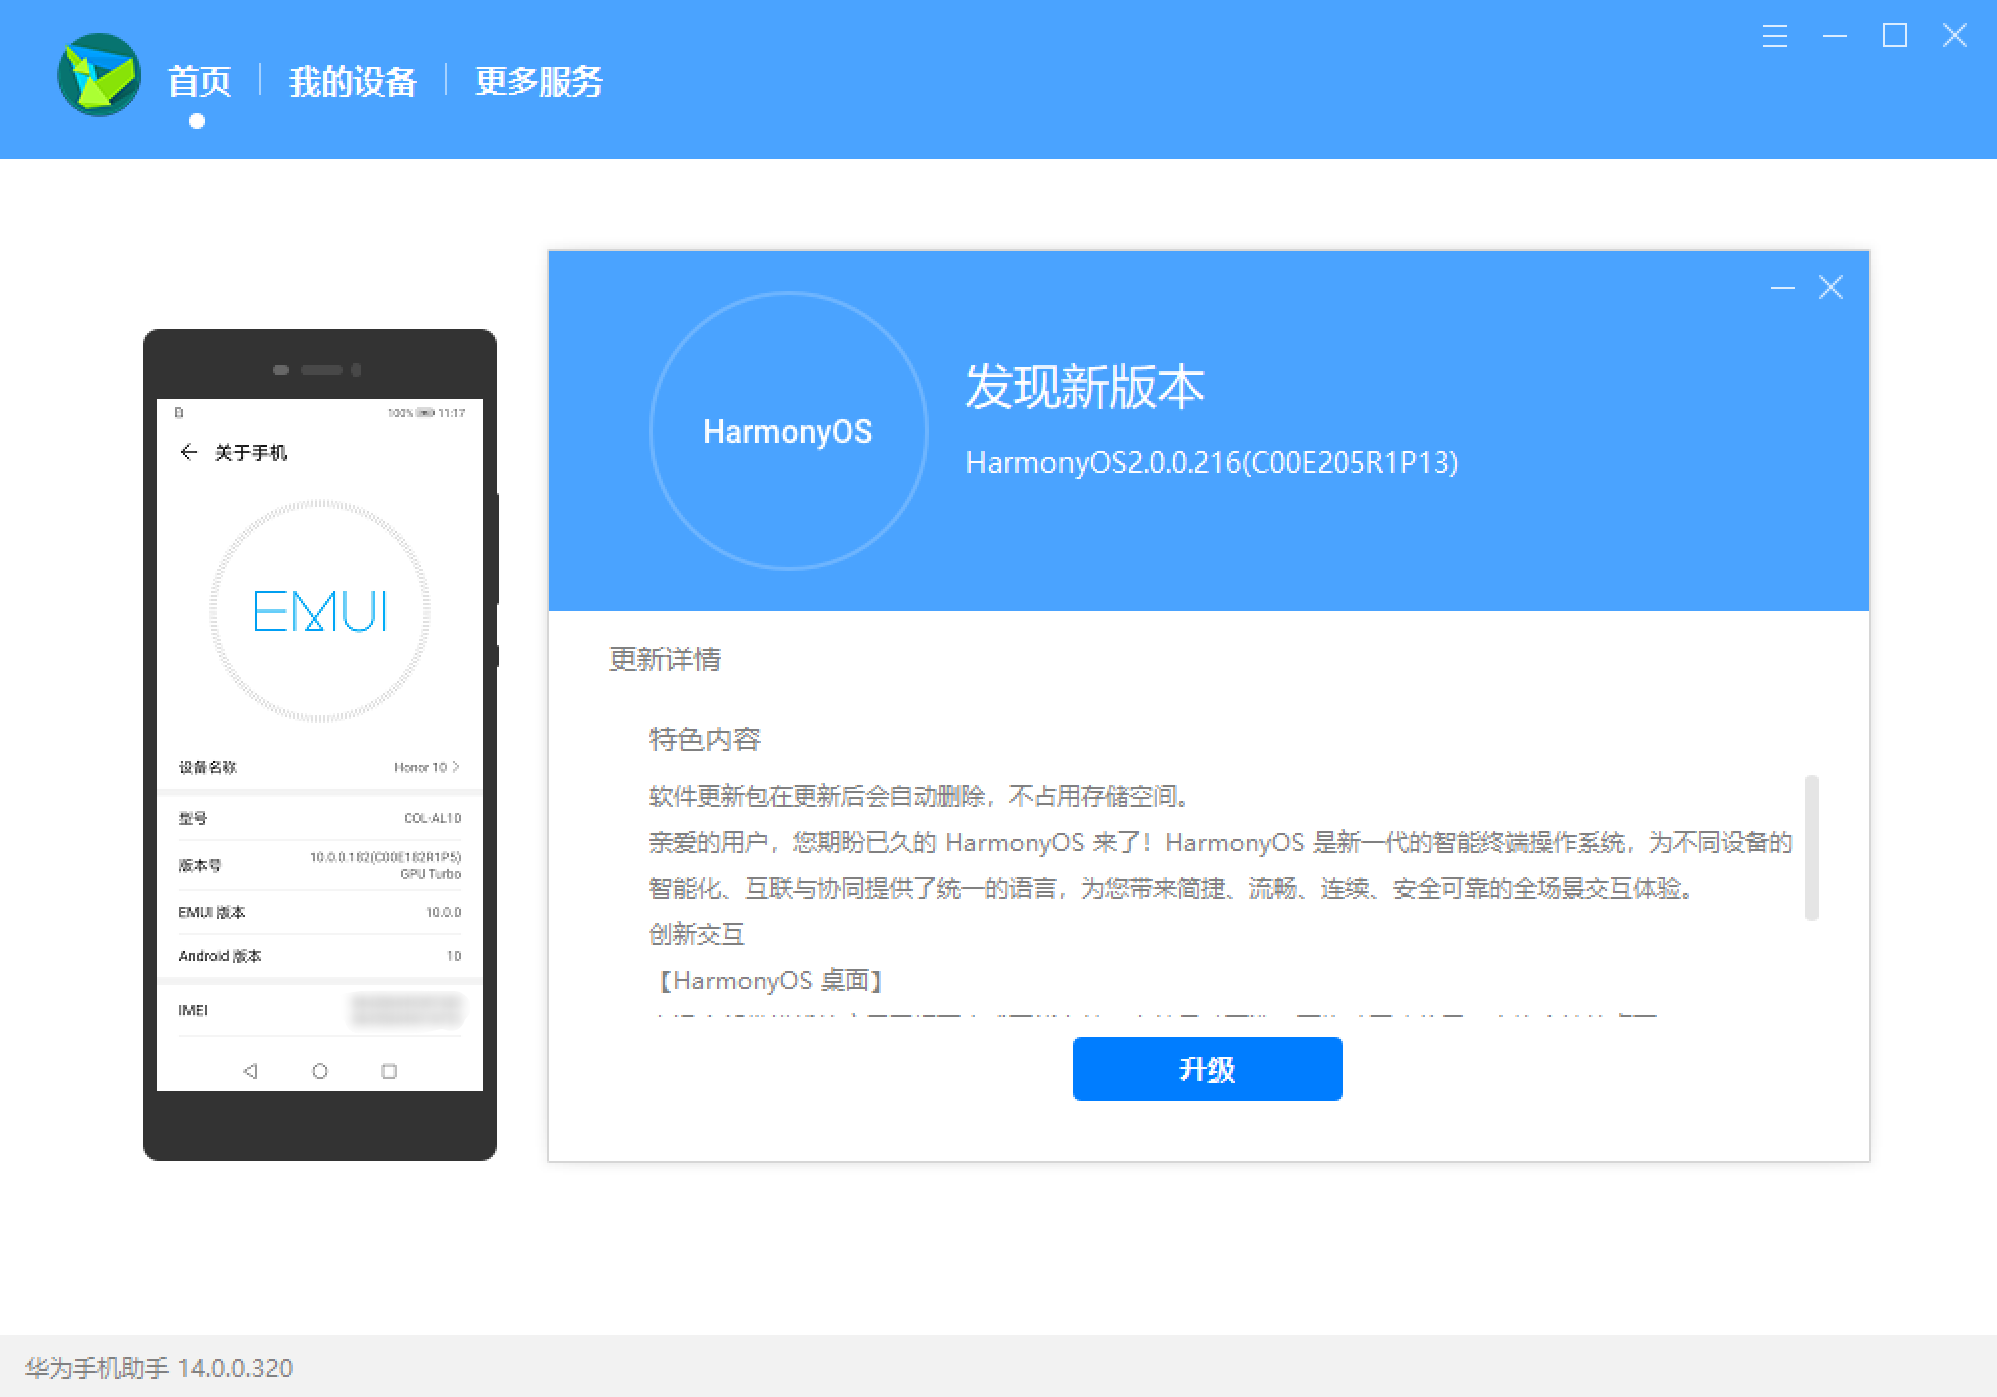 首页
我的设备
更多服务
100% 11:17
关于手机
EMUI
设备名称 Honor 10
型号 COL-AL10
版本号 10.0.0.182(C00E182R1P5)
GPU Turbo
EMUI 版本 10.0.0
Android 版本 10
IMEI
HarmonyOS
发现新版本
HarmonyOS2.0.0.216(C00E205R1P13)
更新详情
特色内容
软件更新包在更新后会自动删除，不占用存储空间。
亲爱的用户，您期盼已久的 HarmonyOS 来了！HarmonyOS 是新一代的智能终端操作系统，为不同设备的
智能化、互联与协同提供了统一的语言，为您带来简捷、流畅、连续、安全可靠的全场景交互体验。
创新交互
【HarmonyOS 桌面】
升级
华为手机助手 14.0.0.320